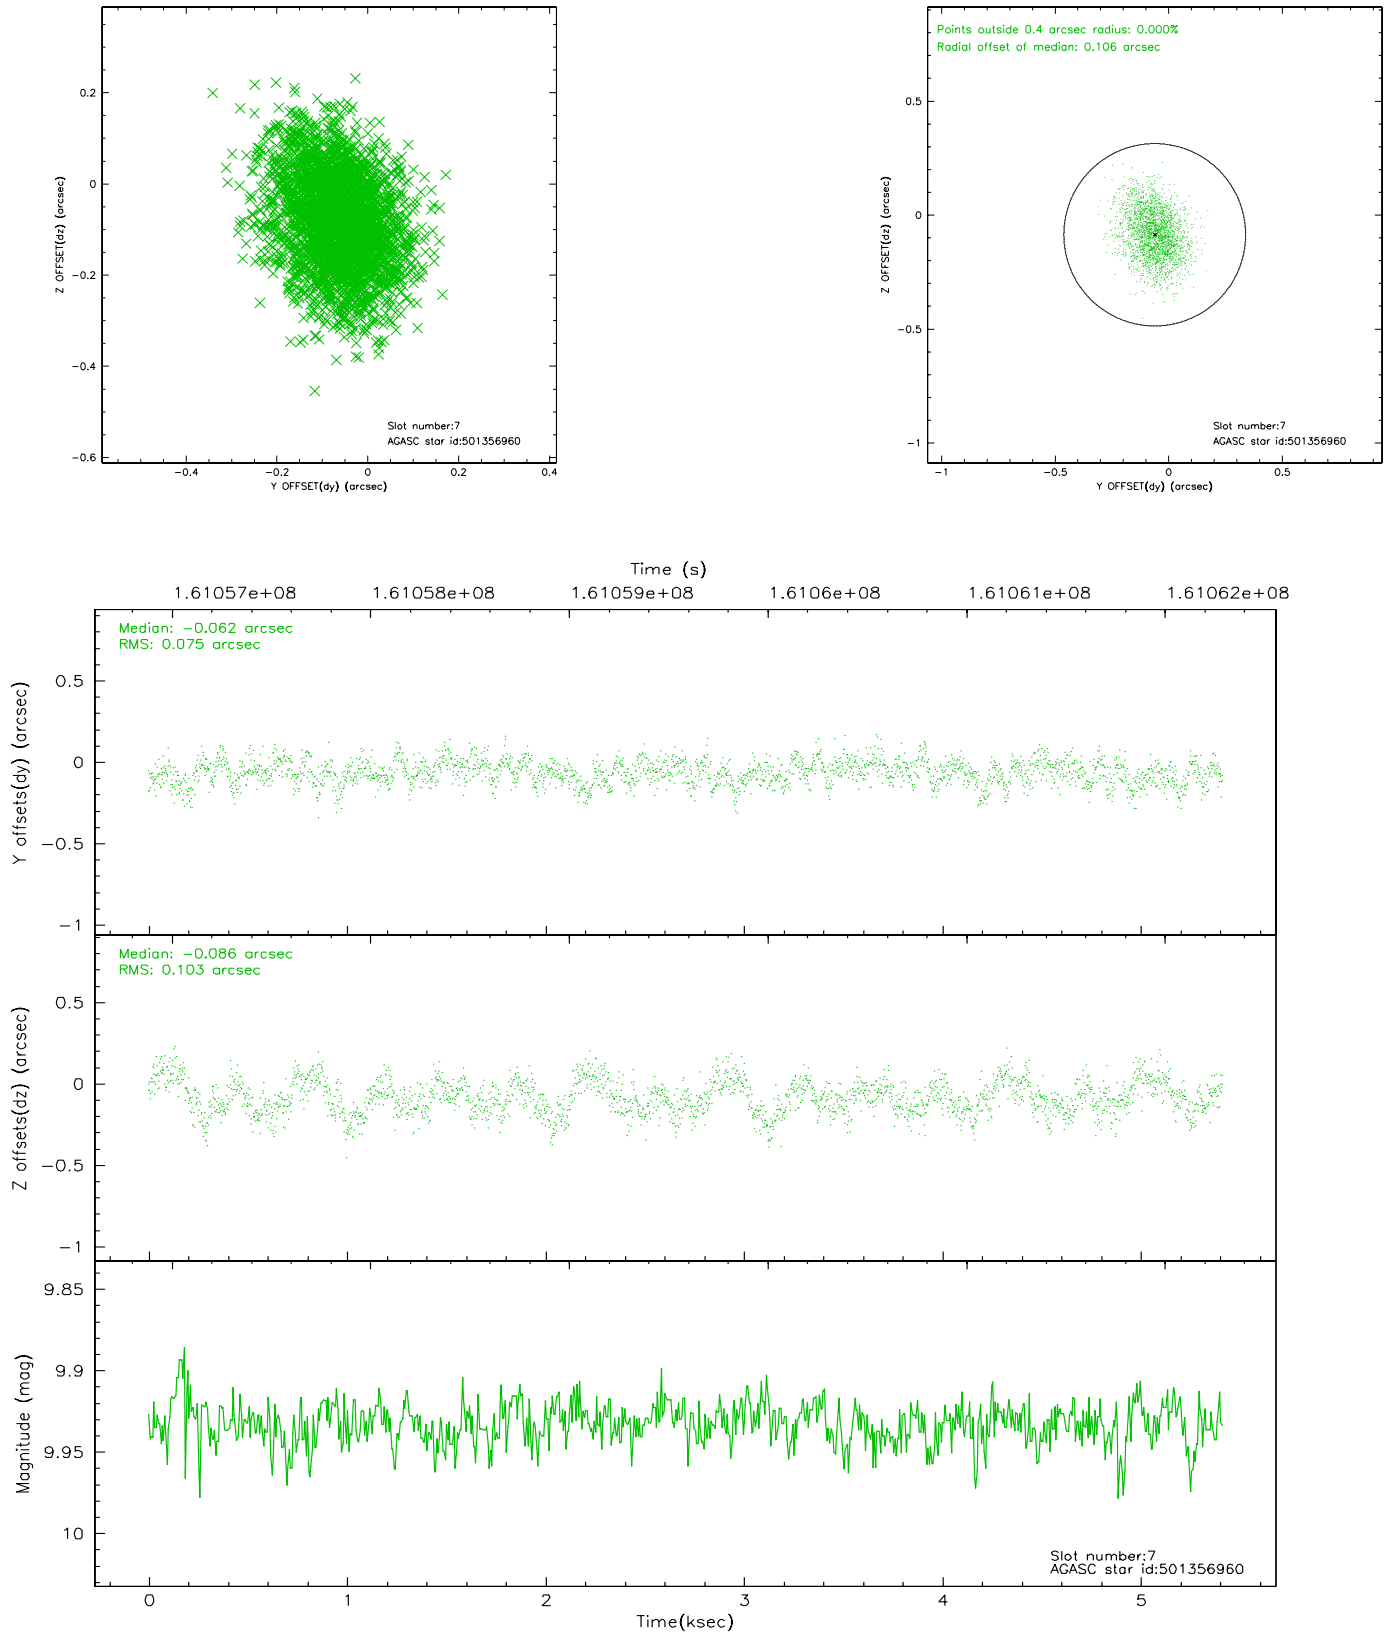 0.2
0
−0.2
−0.4
−0.6
Z OFFSET(dz) (arcsec)
Slot number:7
AGASC star id:501356960
−0.4 −0.2 0 0.2 0.4
Y OFFSET(dy) (arcsec)
Points outside 0.4 arcsec radius: 0.000%
Radial offset of median: 0.106 arcsec
0.5
0
−0.5
−1
Z OFFSET(dz) (arcsec)
Slot number:7
AGASC star id:501356960
−1 −0.5 0 0.5
Y OFFSET(dy) (arcsec)
Time (s)
1.61057e+08 1.61058e+08 1.61059e+08 1.6106e+08 1.61061e+08 1.61062e+08
Median: −0.062 arcsec
RMS: 0.075 arcsec
0.5
0
−0.5
−1
Y offsets(dy) (arcsec)
Median: −0.086 arcsec
RMS: 0.103 arcsec
0.5
0
−0.5
−1
Z offsets(dz) (arcsec)
9.85
9.9
9.95
10
Magnitude (mag)
Slot number:7
AGASC star id:501356960
0 1 2 3 4 5
Time(ksec)